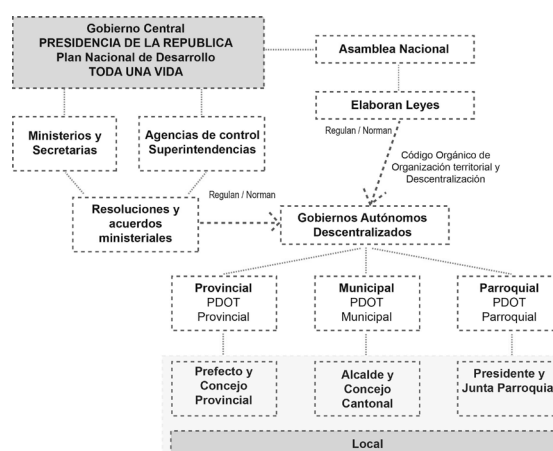 Gobierno Central
PRESIDENCIA DE LA REPUBLICA
Plan Nacional de Desarrollo
TODA UNA VIDA
Asamblea Nacional
Elaboran Leyes
Ministerios y
Secretarias
Agencias de control
Superintendencias
Regulan / Norman
Código Orgánico de
Organización territorial y
Descentralización
Resoluciones y
acuerdos
ministeriales
Regulan / Norman
Gobiernos Autónomos
Descentralizados
Provincial
PDOT
Provincial
Municipal
PDOT
Municipal
Parroquial
PDOT
Parroquial
Prefecto y
Concejo
Provincial
Alcalde y
Concejo
Cantonal
Presidente y
Junta Parroquia
Local